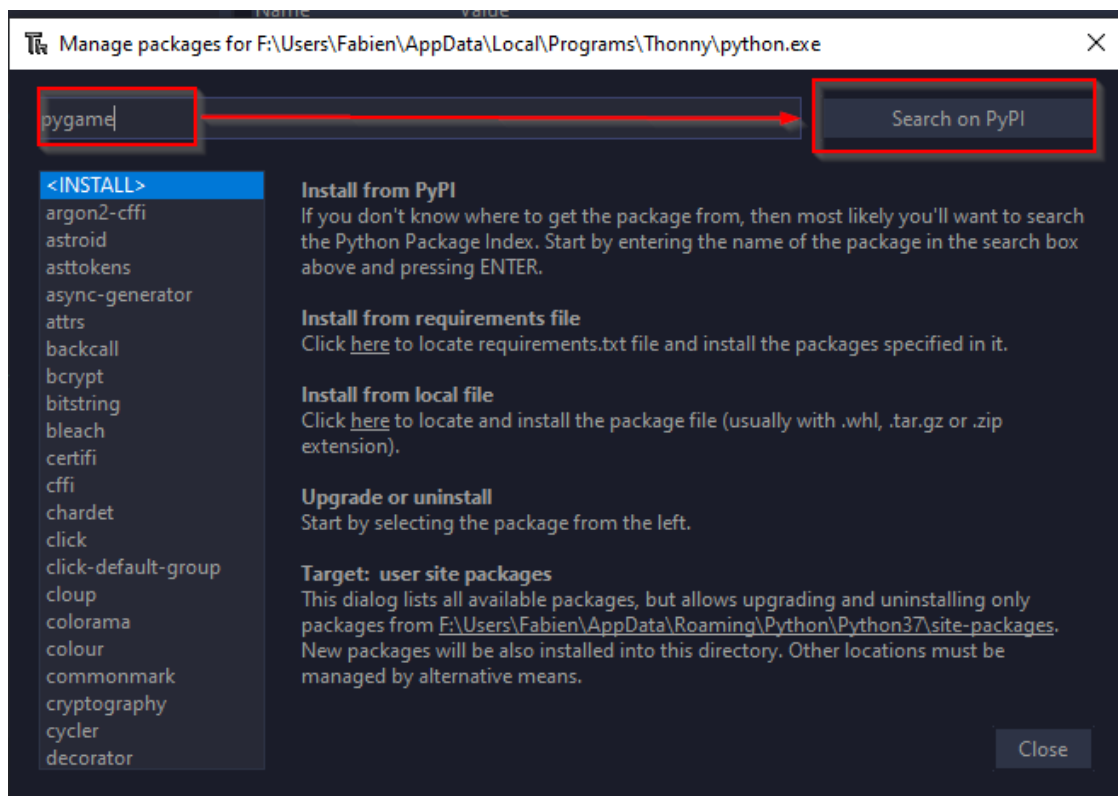 Name Value
Manage packages for F:\Users\Fabien\AppData\Local\Programs\Thonny\python.exe
pygame
Search on PyPI
<INSTALL>
argon2-cffi
astroid
asttokens
async-generator
attrs
backcall
bcrypt
bitstring
bleach
certifi
cffi
chardet
click
click-default-group
cloup
colorama
colour
commonmark
cryptography
cycler
decorator
Install from PyPI
If you don't know where to get the package from, then most likely you'll want to search
the Python Package Index. Start by entering the name of the package in the search box
above and pressing ENTER.
Install from requirements file
Click here to locate requirements.txt file and install the packages specified in it.
Install from local file
Click here to locate and install the package file (usually with .whl, .tar.gz or .zip
extension).
Upgrade or uninstall
Start by selecting the package from the left.
Target:  user site packages
This dialog lists all available packages, but allows upgrading and uninstalling only
packages from F:\Users\Fabien\AppData\Roaming\Python\Python37\site-packages.
New packages will be also installed into this directory. Other locations must be
managed by alternative means.
Close